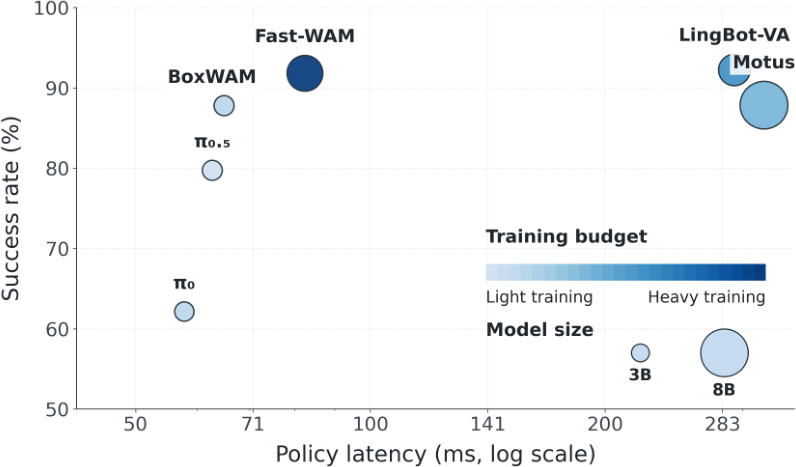 100
90
80
70
60
50
Success rate (%)
Fast-WAM
LingBot-VA
Motus
BoxWAM
π₀.₅
π₀
Training budget
Light training Heavy training
Model size
3B
8B
50 71 100 141 200 283
Policy latency (ms, log scale)